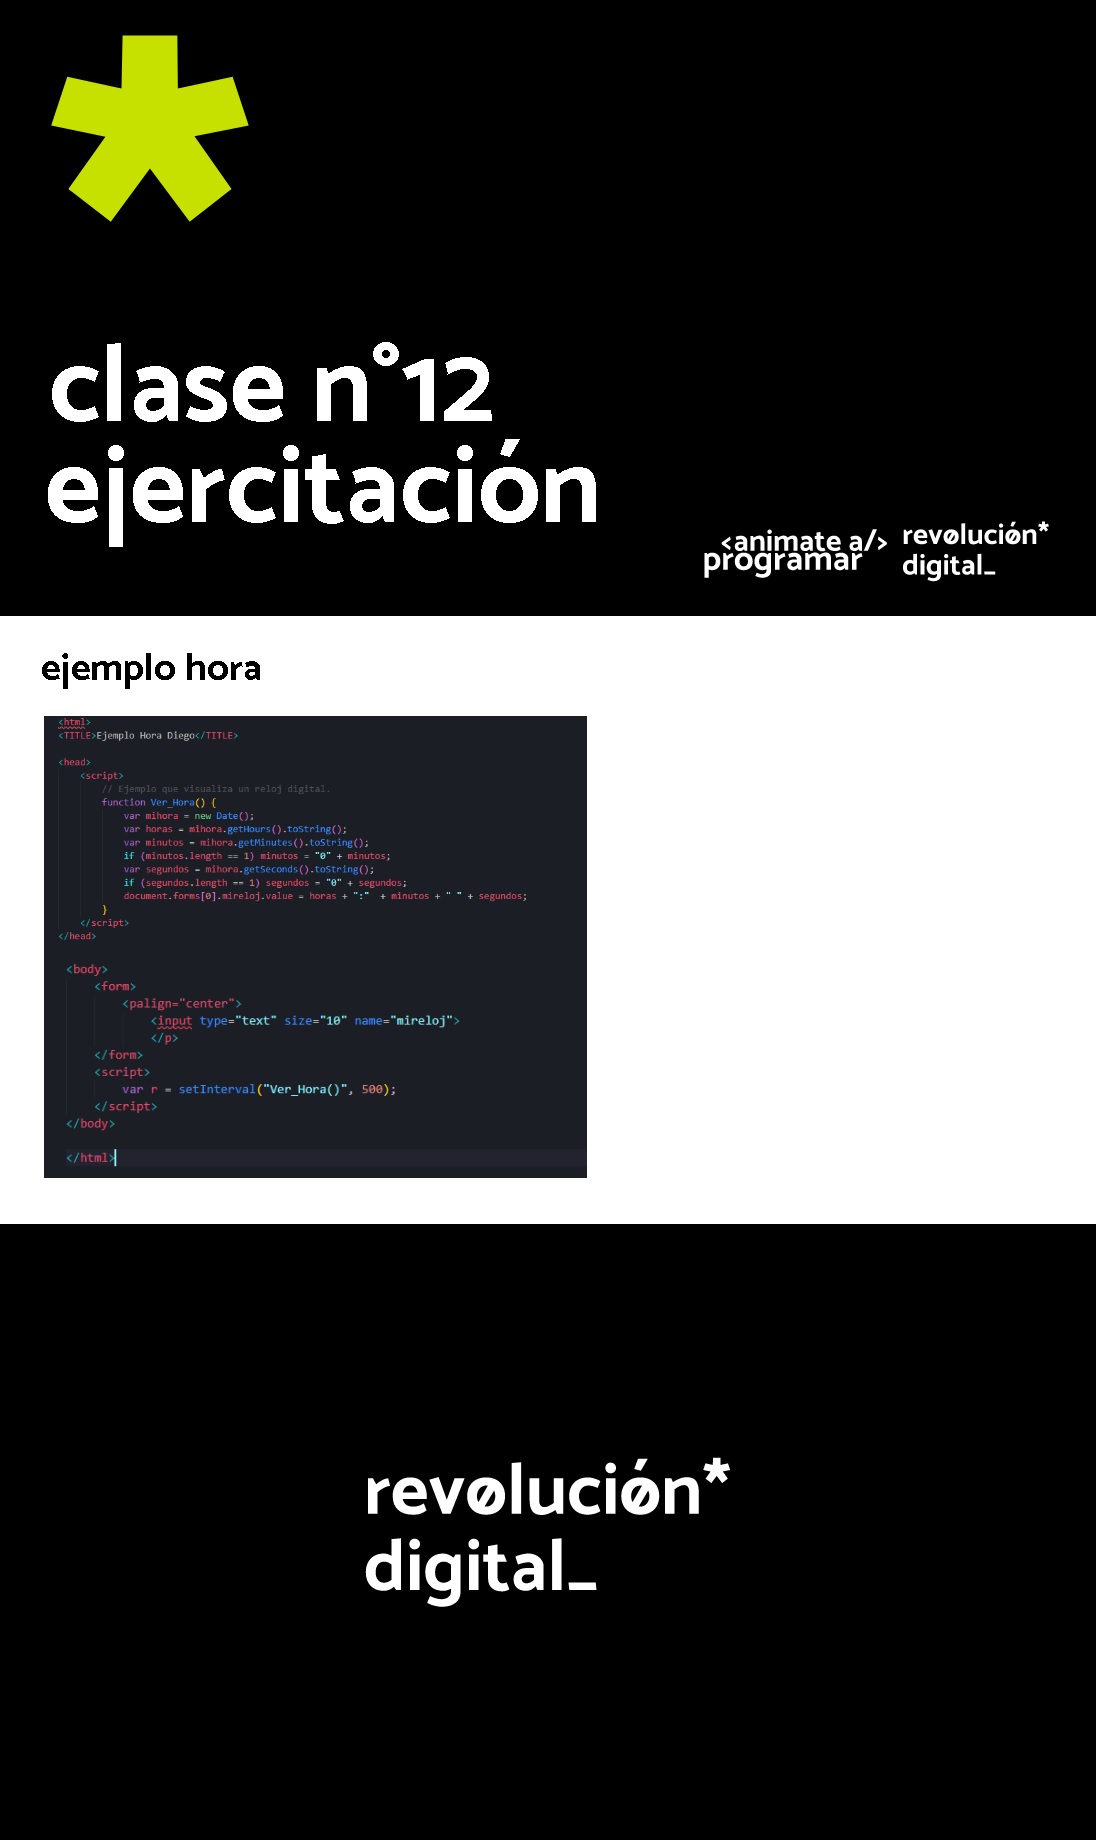 clase n°12
ejercitación
<animate a/>
programar
revolución*
digital_
ejemplo hora
<html>
<TITLE>Ejemplo Hora Diego</TITLE>
<head>
<script>
// Ejemplo que visualiza un reloj digital.
function Ver_Hora() {
var mihora = new Date();
var horas = mihora.getHours().toString();
var minutos = mihora.getMinutes().toString();
if (minutos.length == 1) minutos = "0" + minutos;
var segundos = mihora.getSeconds().toString();
if (segundos.length == 1) segundos = "0" + segundos;
document.forms[0].mireloj.value = horas + ":"  + minutos + " " + segundos;
}
</script>
</head>
<body>
<form>
<palign="center">
<input type="text" size="10" name="mireloj">
</p>
</form>
<script>
var r = setInterval("Ver_Hora()", 500);
</script>
</body>
</html>
revolución*
digital_